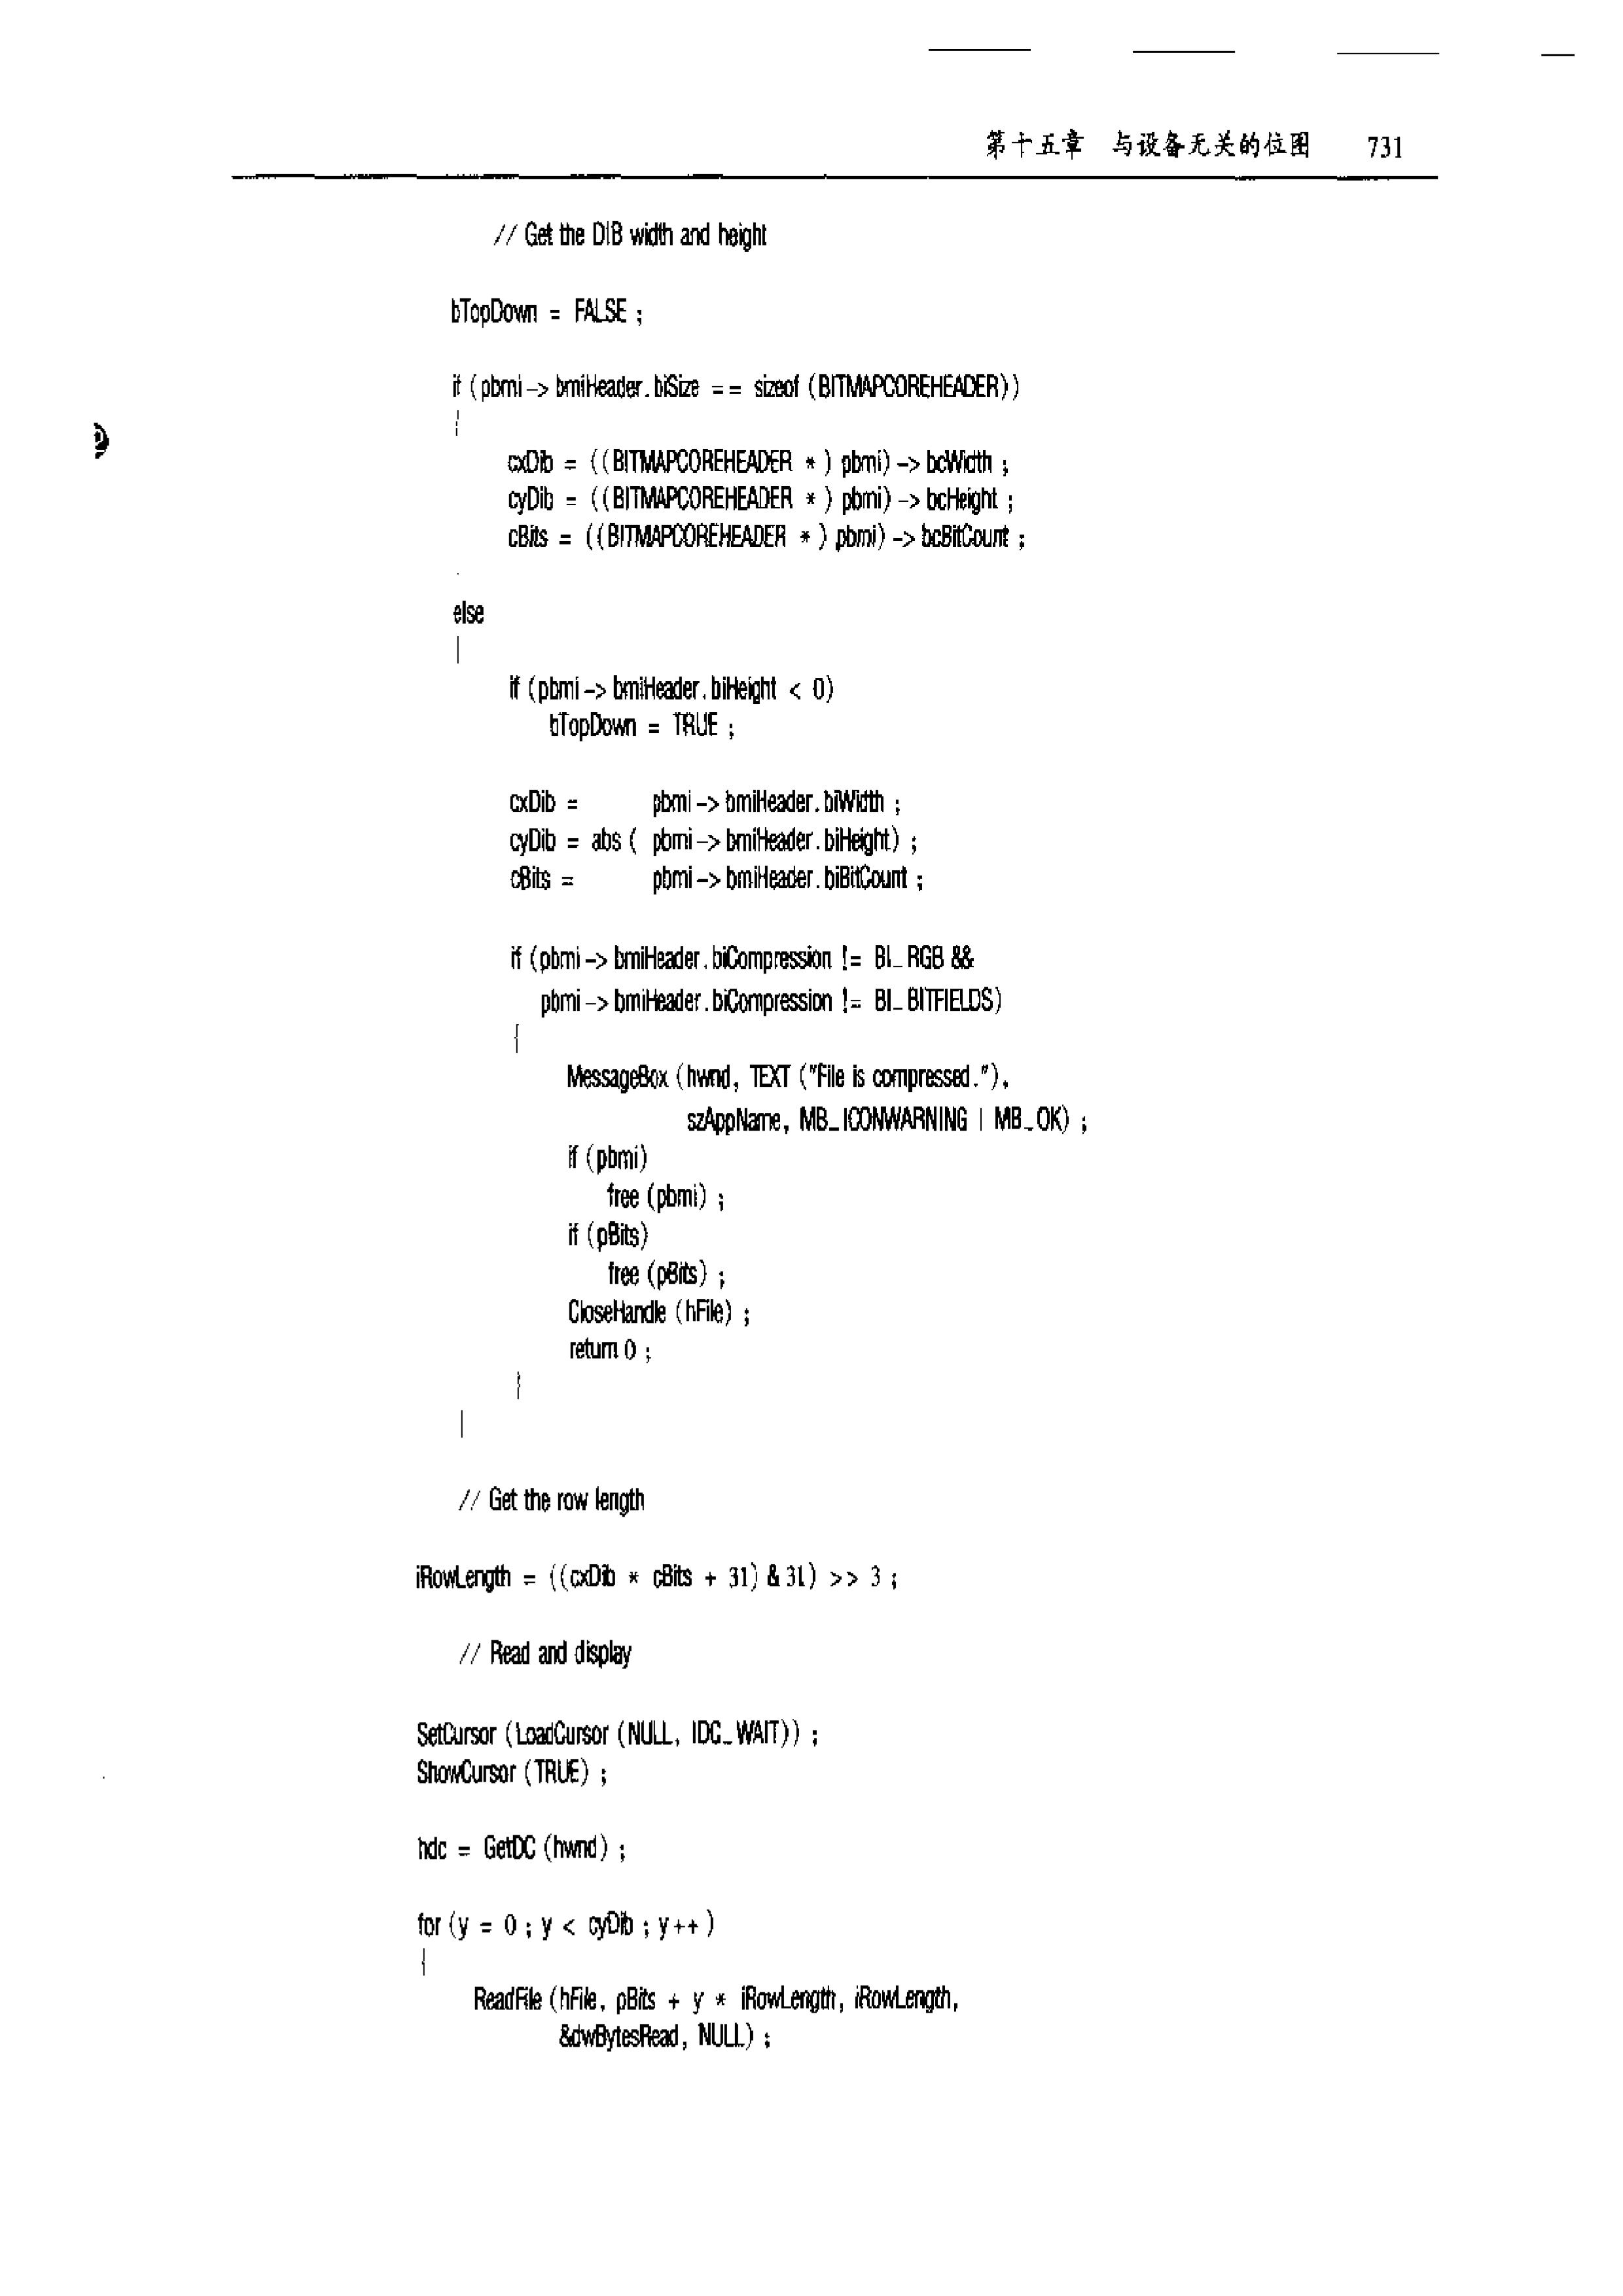 第十五章 与设备无关的位图 731
// Get the DIB width and height
bTopDown = FALSE ;
if (pbmi->bmiHeader.biSize == sizeof (BITMAPCOREHEADER))
{
cxDib = ((BITMAPCOREHEADER *) pbmi)->bcWidth ;
cyDib = ((BITMAPCOREHEADER *) pbmi)->bcHeight ;
cBits = ((BITMAPCOREHEADER *) pbmi)->bcBitCount ;
else
{
if (pbmi->bmiHeader.biHeight < 0)
bTopDown = TRUE ;
cxDib = pbmi->bmiHeader.biWidth ;
cyDib = abs ( pbmi->bmiHeader.biHeight) ;
cBits = pbmi->bmiHeader.biBitCount ;
if (pbmi->bmiHeader.biCompression != BI_RGB &&
pbmi->bmiHeader.biCompression != BI_BITFIELDS)
{
MessageBox (hwnd, TEXT ("File is compressed."),
szAppName, MB_ICONWARNING | MB_OK) ;
if (pbmi)
free (pbmi) ;
if (pBits)
free (pBits) ;
CloseHandle (hFile) ;
return 0 ;
}
}
// Get the row length
iRowLength = ((cxDib * cBits + 31) & 31) >> 3 ;
// Read and display
SetCursor (LoadCursor (NULL, IDC_WAIT)) ;
ShowCursor (TRUE) ;
hdc = GetDC (hwnd) ;
for (y = 0 ; y < cyDib ; y++ )
{
ReadFile (hFile, pBits + y * iRowLength, iRowLength,
&dwBytesRead, NULL) ;